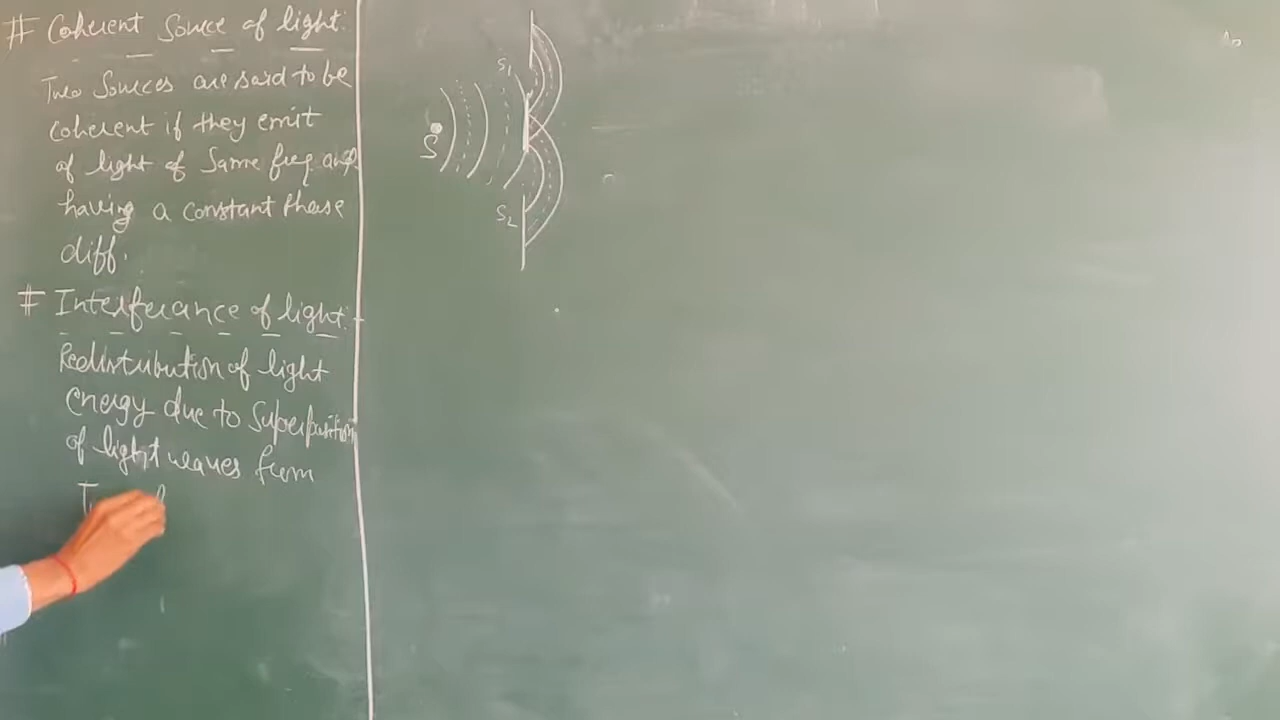 # Coherent Source of light:
Two Sources are said to be
coherent if they emit
of light of same freq. and
having a constant phase
diff.
# Interferance of light:-
Redistribution of light
energy due to superposition
of light waves from
S
S1
S2